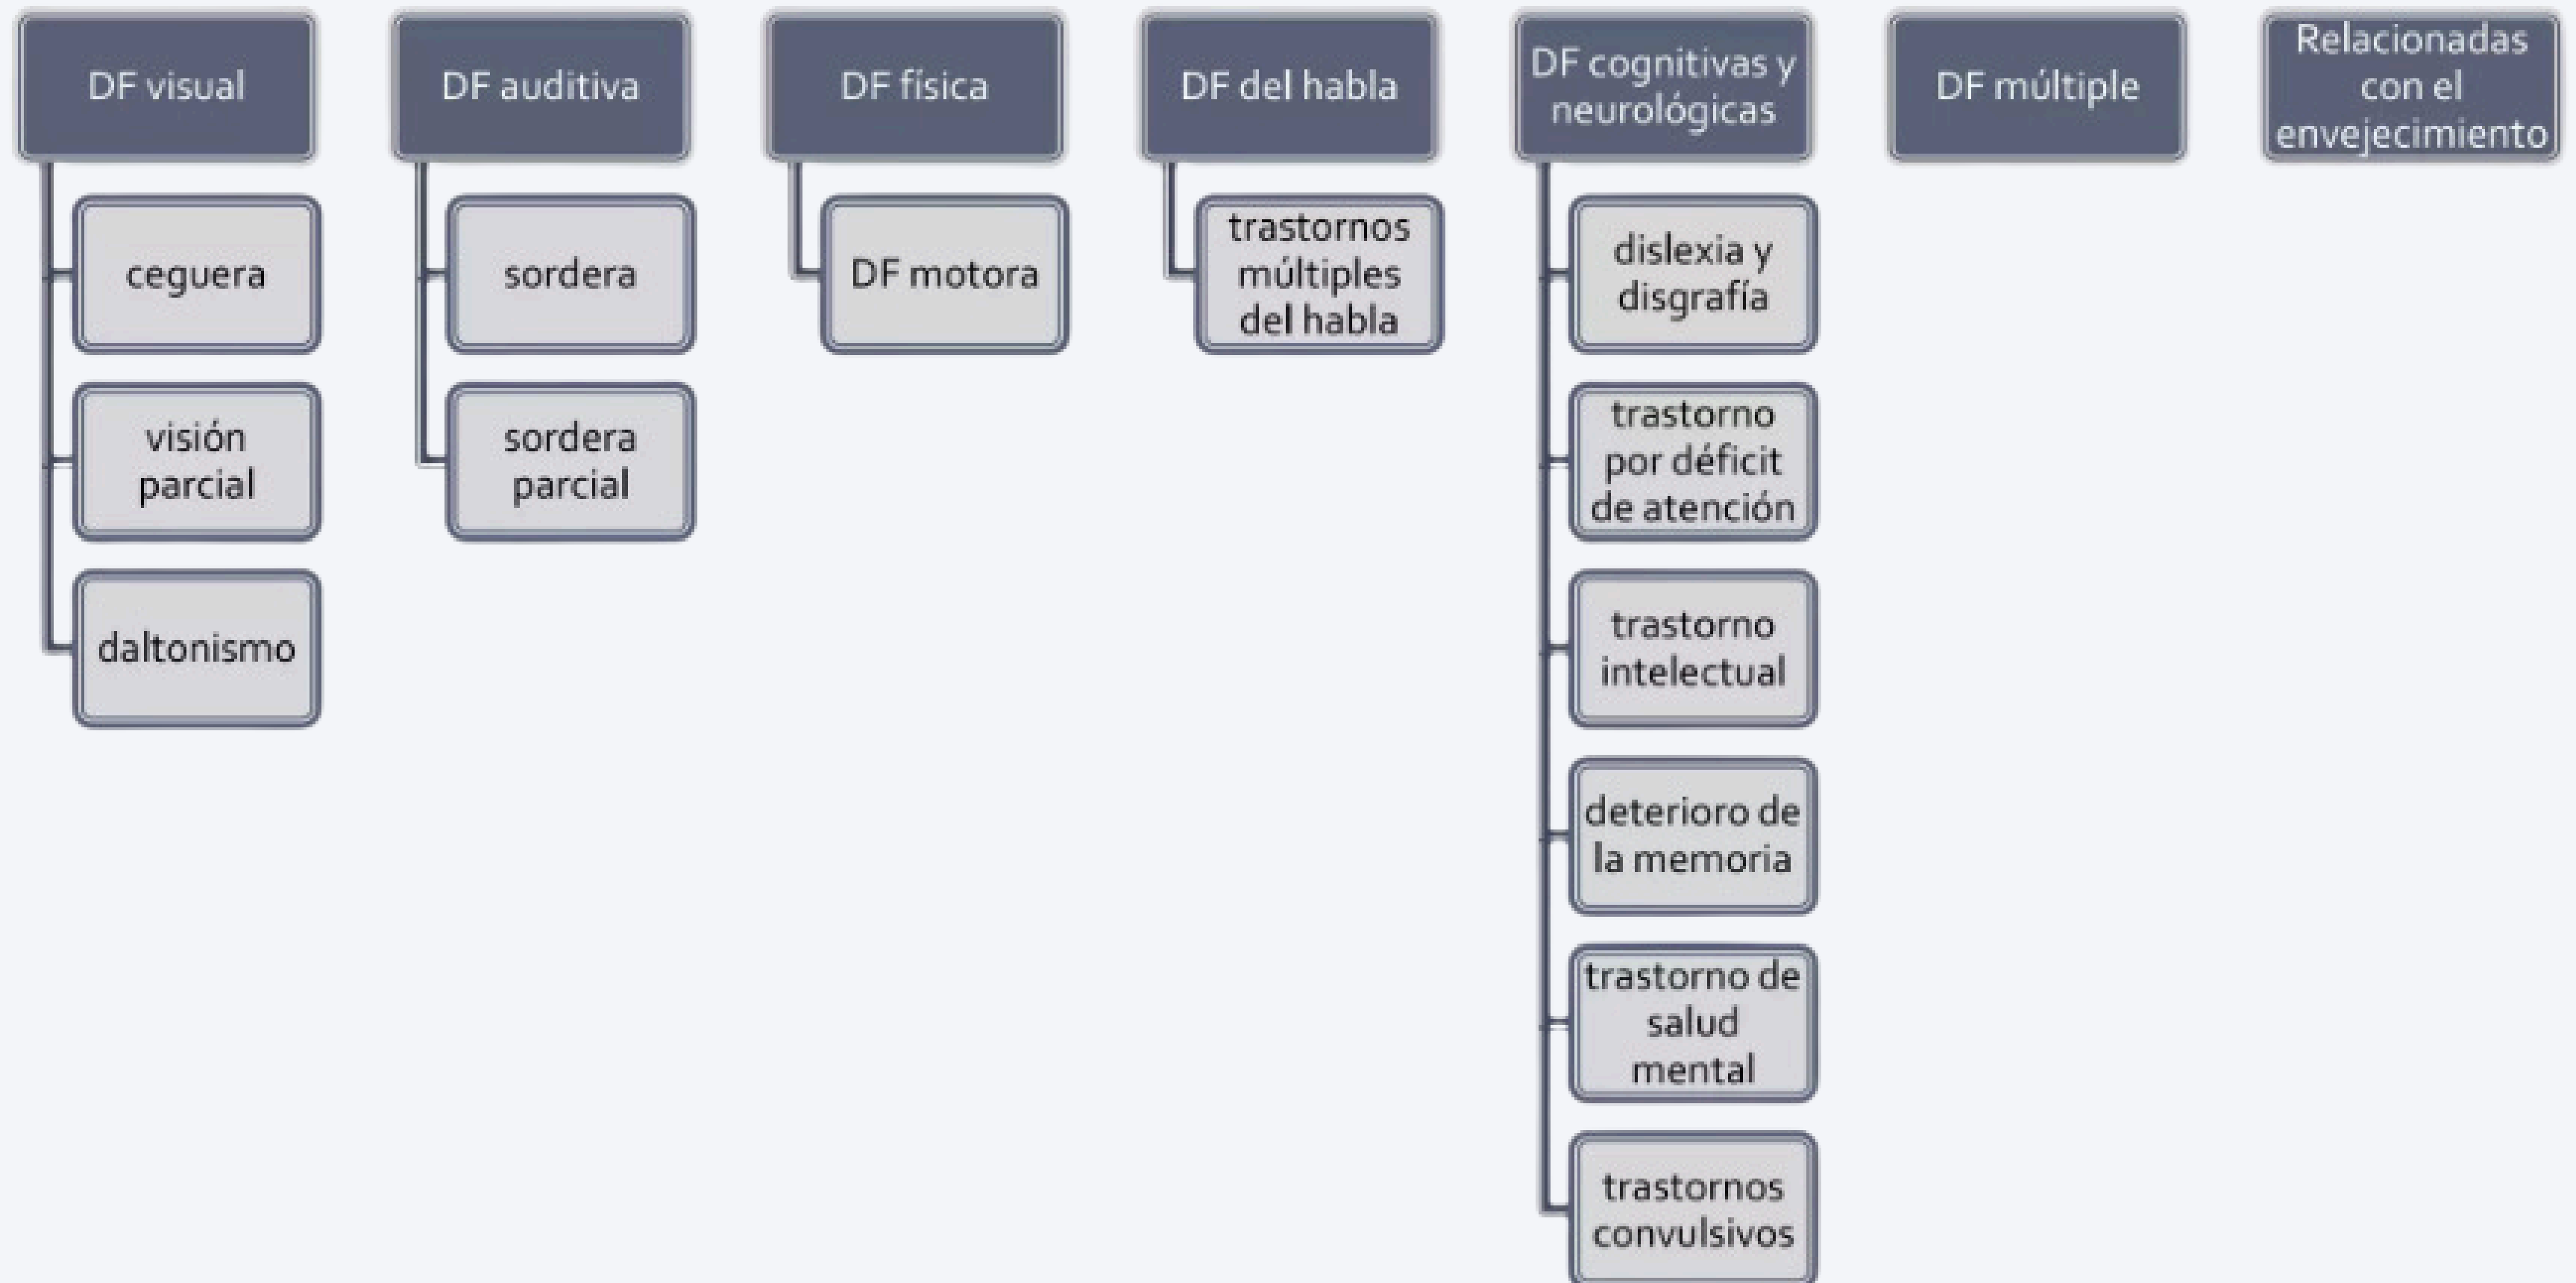 DF visual
ceguera
visión
parcial
daltonismo
DF auditiva
sordera
sordera
parcial
DF física
DF motora
DF del habla
trastornos
múltiples
del habla
DF cognitivas y
neurológicas
dislexia y
disgrafía
trastorno
por déficit
de atención
trastorno
intelectual
deterioro de
la memoria
trastorno de
salud
mental
trastornos
convulsivos
DF múltiple
Relacionadas
con el
envejecimiento